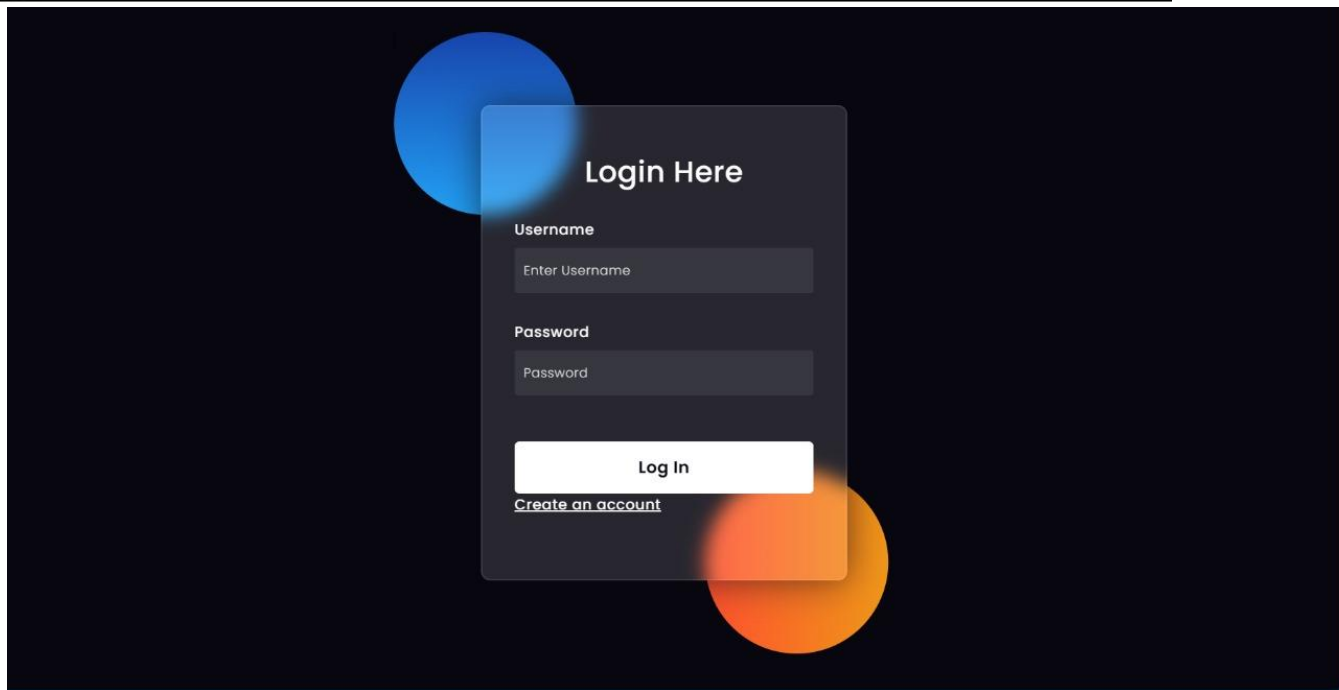 Login Here
Username
Enter Username
Password
Password
Log In
Create an account